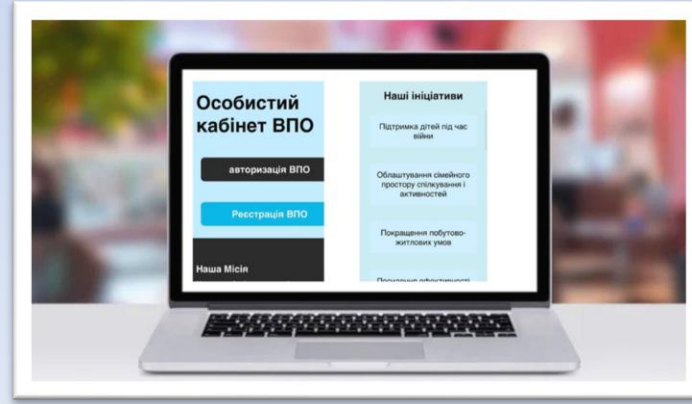 Особистий
кабінет ВПО
авторизація ВПО
Реєстрація ВПО
Наша Місія
Наші ініціативи
Підтримка дітей під час
війни
Облаштування сімейного
простору спілкування і
активностей
Покращення побутово-
житлових умов